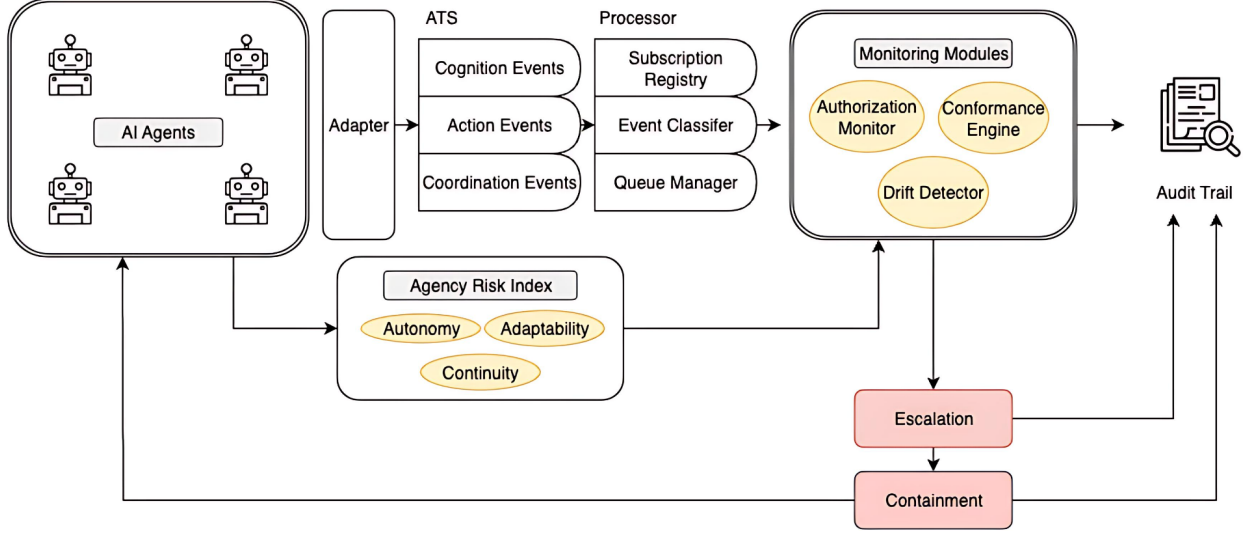 ATS
Processor
AI Agents
Adapter
Cognition Events
Action Events
Coordination Events
Subscription
Registry
Event Classifer
Queue Manager
Monitoring Modules
Authorization
Monitor
Conformance
Engine
Drift Detector
Audit Trail
Agency Risk Index
Autonomy
Adaptability
Continuity
Escalation
Containment